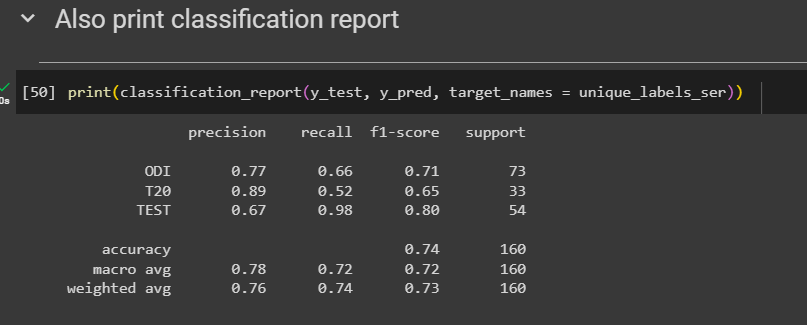 Also print classification report
[50] print(classification_report(y_test, y_pred, target_names = unique_labels_ser))
0s
precision recall f1-score support
ODI 0.77 0.66 0.71 73
T20 0.89 0.52 0.65 33
TEST 0.67 0.98 0.80 54
accuracy 0.74 160
macro avg 0.78 0.72 0.72 160
weighted avg 0.76 0.74 0.73 160